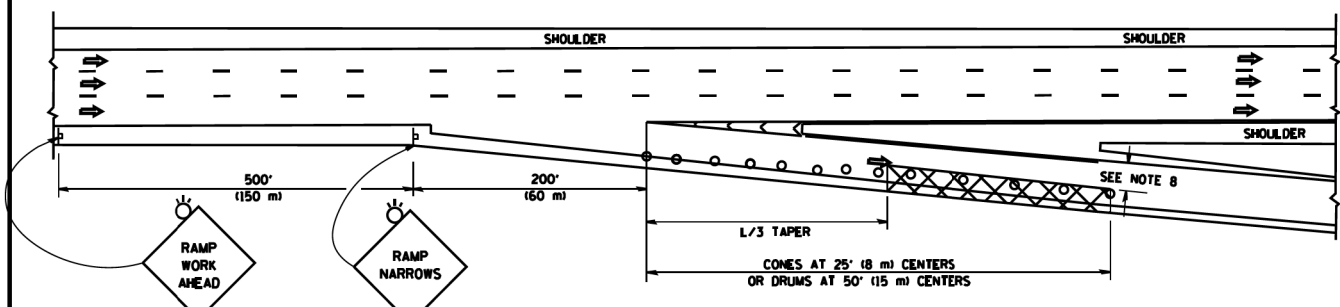 SHOULDER
SHOULDER
SHOULDER
500'
(150 m)
200'
(60 m)
SEE NOTE 8
L/3 TAPER
RAMP
WORK
AHEAD
RAMP
NARROWS
CONES AT 25' (8 m) CENTERS
OR DRUMS AT 50' (15 m) CENTERS